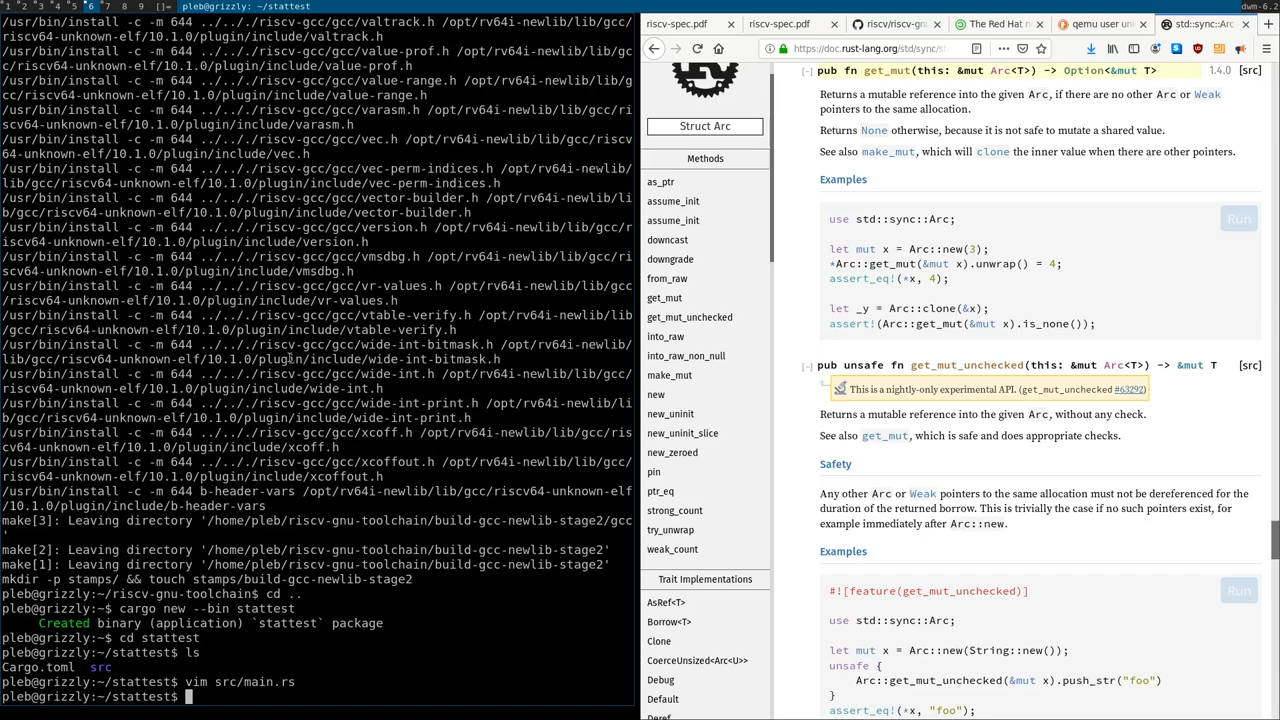 1 2 3 4 5 6 7 8 9 []= pleb@grizzly:~/stattest
dwm-6.2
/usr/bin/install -c -m 644 ../.././riscv-gcc/gcc/valtrack.h /opt/rv64i-newlib/lib/gcc/
riscv64-unknown-elf/10.1.0/plugin/include/valtrack.h
/usr/bin/install -c -m 644 ../.././riscv-gcc/gcc/value-prof.h /opt/rv64i-newlib/lib/gc
c/riscv64-unknown-elf/10.1.0/plugin/include/value-prof.h
/usr/bin/install -c -m 644 ../.././riscv-gcc/gcc/value-range.h /opt/rv64i-newlib/lib/g
cc/riscv64-unknown-elf/10.1.0/plugin/include/value-range.h
/usr/bin/install -c -m 644 ../.././riscv-gcc/gcc/varasm.h /opt/rv64i-newlib/lib/gcc/ri
scv64-unknown-elf/10.1.0/plugin/include/varasm.h
/usr/bin/install -c -m 644 ../.././riscv-gcc/gcc/vec.h /opt/rv64i-newlib/lib/gcc/riscv
64-unknown-elf/10.1.0/plugin/include/vec.h
/usr/bin/install -c -m 644 ../.././riscv-gcc/gcc/vec-perm-indices.h /opt/rv64i-newlib/
lib/gcc/riscv64-unknown-elf/10.1.0/plugin/include/vec-perm-indices.h
/usr/bin/install -c -m 644 ../.././riscv-gcc/gcc/vector-builder.h /opt/rv64i-newlib/li
b/gcc/riscv64-unknown-elf/10.1.0/plugin/include/vector-builder.h
/usr/bin/install -c -m 644 ../.././riscv-gcc/gcc/version.h /opt/rv64i-newlib/lib/gcc/r
iscv64-unknown-elf/10.1.0/plugin/include/version.h
/usr/bin/install -c -m 644 ../.././riscv-gcc/gcc/vmsdbg.h /opt/rv64i-newlib/lib/gcc/ri
scv64-unknown-elf/10.1.0/plugin/include/vmsdbg.h
/usr/bin/install -c -m 644 ../.././riscv-gcc/gcc/vr-values.h /opt/rv64i-newlib/lib/gcc
/riscv64-unknown-elf/10.1.0/plugin/include/vr-values.h
/usr/bin/install -c -m 644 ../.././riscv-gcc/gcc/vtable-verify.h /opt/rv64i-newlib/lib
/gcc/riscv64-unknown-elf/10.1.0/plugin/include/vtable-verify.h
/usr/bin/install -c -m 644 ../.././riscv-gcc/gcc/wide-int-bitmask.h /opt/rv64i-newlib/
lib/gcc/riscv64-unknown-elf/10.1.0/plugin/include/wide-int-bitmask.h
/usr/bin/install -c -m 644 ../.././riscv-gcc/gcc/wide-int.h /opt/rv64i-newlib/lib/gcc/
riscv64-unknown-elf/10.1.0/plugin/include/wide-int.h
/usr/bin/install -c -m 644 ../.././riscv-gcc/gcc/wide-int-print.h /opt/rv64i-newlib/li
b/gcc/riscv64-unknown-elf/10.1.0/plugin/include/wide-int-print.h
/usr/bin/install -c -m 644 ../.././riscv-gcc/gcc/xcoff.h /opt/rv64i-newlib/lib/gcc/ris
cv64-unknown-elf/10.1.0/plugin/include/xcoff.h
/usr/bin/install -c -m 644 ../.././riscv-gcc/gcc/xcoffout.h /opt/rv64i-newlib/lib/gcc/
riscv64-unknown-elf/10.1.0/plugin/include/xcoffout.h
/usr/bin/install -c -m 644 b-header-vars /opt/rv64i-newlib/lib/gcc/riscv64-unknown-elf
/10.1.0/plugin/include/b-header-vars
make[3]: Leaving directory '/home/pleb/riscv-gnu-toolchain/build-gcc-newlib-stage2/gcc
'
make[2]: Leaving directory '/home/pleb/riscv-gnu-toolchain/build-gcc-newlib-stage2'
make[1]: Leaving directory '/home/pleb/riscv-gnu-toolchain/build-gcc-newlib-stage2'
mkdir -p stamps/ && touch stamps/build-gcc-newlib-stage2
pleb@grizzly:~/riscv-gnu-toolchain$ cd ..
pleb@grizzly:~$ cargo new --bin stattest
Created binary (application) `stattest` package
pleb@grizzly:~$ cd stattest
pleb@grizzly:~/stattest$ ls
Cargo.toml src
pleb@grizzly:~/stattest$ vim src/main.rs
pleb@grizzly:~/stattest$
riscv-spec.pdf
riscv-spec.pdf
riscv/riscv-gn
The Red Hat n
qemu user un
std::sync::Arc
https://doc.rust-lang.org/std/sync/s
Struct Arc
Methods
as_ptr
assume_init
assume_init
downcast
downgrade
from_raw
get_mut
get_mut_unchecked
into_raw
into_raw_non_null
make_mut
new
new_uninit
new_uninit_slice
new_zeroed
pin
ptr_eq
strong_count
try_unwrap
weak_count
Trait Implementations
AsRef<T>
Borrow<T>
Clone
CoerceUnsized<Arc<U>>
Debug
Default
Deref
[-] pub fn get_mut(this: &mut Arc<T>) -> Option<&mut T> 1.4.0 [src]
Returns a mutable reference into the given Arc, if there are no other Arc or Weak
pointers to the same allocation.
Returns None otherwise, because it is not safe to mutate a shared value.
See also make_mut, which will clone the inner value when there are other pointers.
Examples
Run
use std::sync::Arc;
let mut x = Arc::new(3);
*Arc::get_mut(&mut x).unwrap() = 4;
assert_eq!(*x, 4);
let _y = Arc::clone(&x);
assert!(Arc::get_mut(&mut x).is_none());
[-] pub unsafe fn get_mut_unchecked(this: &mut Arc<T>) -> &mut T [src]
This is a nightly-only experimental API. (get_mut_unchecked #63292)
Returns a mutable reference into the given Arc, without any check.
See also get_mut, which is safe and does appropriate checks.
Safety
Any other Arc or Weak pointers to the same allocation must not be dereferenced for the
duration of the returned borrow. This is trivially the case if no such pointers exist, for
example immediately after Arc::new.
Examples
Run
#![feature(get_mut_unchecked)]
use std::sync::Arc;
let mut x = Arc::new(String::new());
unsafe {
Arc::get_mut_unchecked(&mut x).push_str("foo")
}
assert_eq!(*x, "foo");